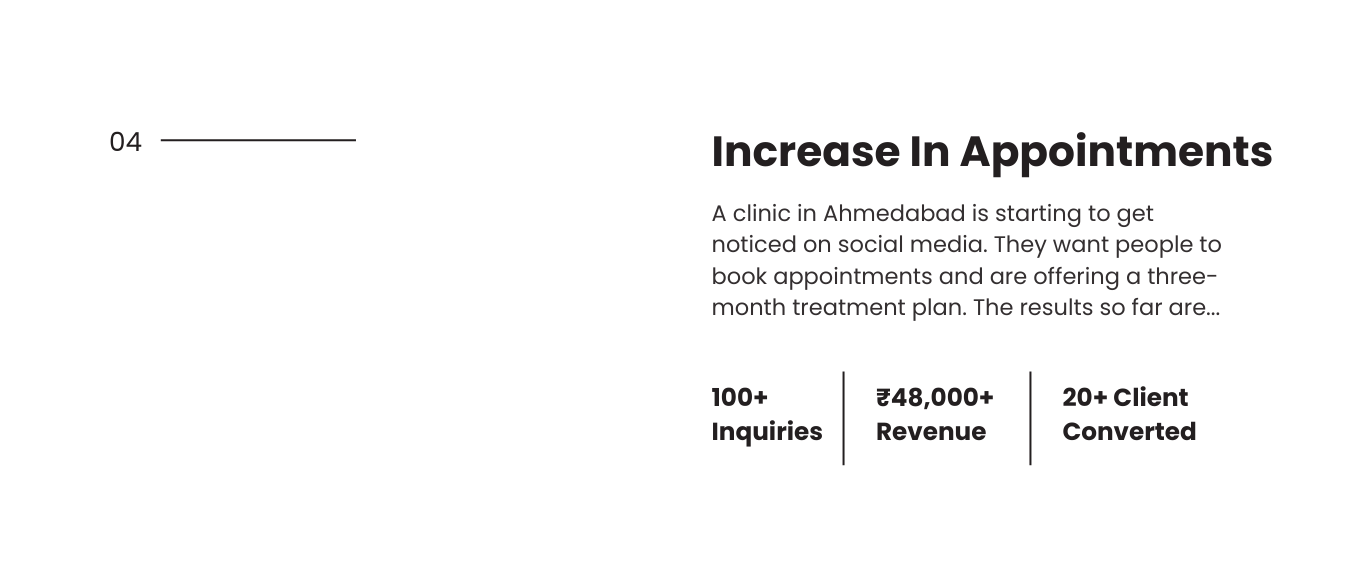 04
Increase In Appointments
A clinic in Ahmedabad is starting to get
noticed on social media. They want people to
book appointments and are offering a three-
month treatment plan. The results so far are...
100+
Inquiries
₹48,000+
Revenue
20+ Client
Converted